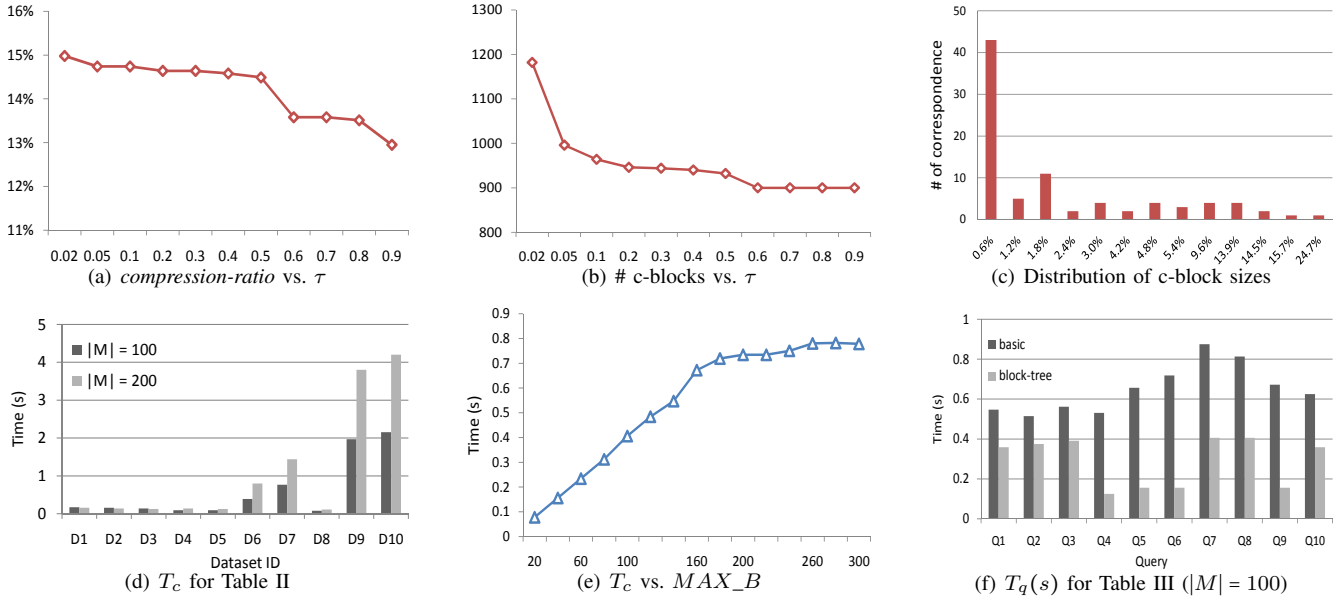 16%
15%
14%
13%
12%
11%
0.02 0.05 0.1 0.2 0.3 0.4 0.5 0.6 0.7 0.8 0.9
(a) compression-ratio vs. τ
1300
1200
1100
1000
900
800
0.02 0.05 0.1 0.2 0.3 0.4 0.5 0.6 0.7 0.8 0.9
(b) # c-blocks vs. τ
# of correspondence
50
40
30
20
10
0
0.6% 1.2% 1.8% 2.4% 3.0% 4.2% 4.8% 5.4% 9.6% 13.9% 14.5% 15.7% 24.7%
(c) Distribution of c-block sizes
Time (s)
5
4
3
2
1
0
|M| = 100
|M| = 200
D1 D2 D3 D4 D5 D6 D7 D8 D9 D10
Dataset ID
(d) T_c for Table II
Time (s)
0.9
0.8
0.7
0.6
0.5
0.4
0.3
0.2
0.1
0
20 60 100 160 200 260 300
(e) T_c vs. MAX_B
Time (s)
1
0.8
0.6
0.4
0.2
0
basic
block-tree
Q1 Q2 Q3 Q4 Q5 Q6 Q7 Q8 Q9 Q10
Query
(f) T_q(s) for Table III (|M| = 100)